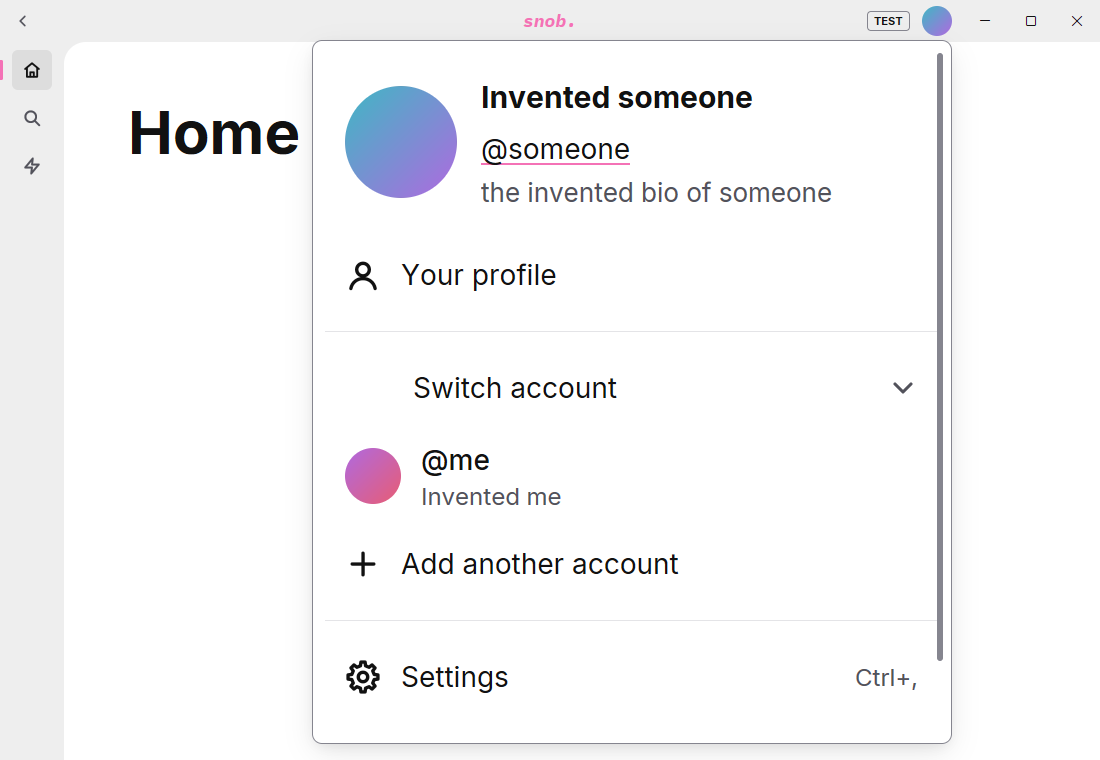 snob.
TEST
Home
Invented someone
@someone
the invented bio of someone
Your profile
Switch account
@me
Invented me
Add another account
Settings
Ctrl+,